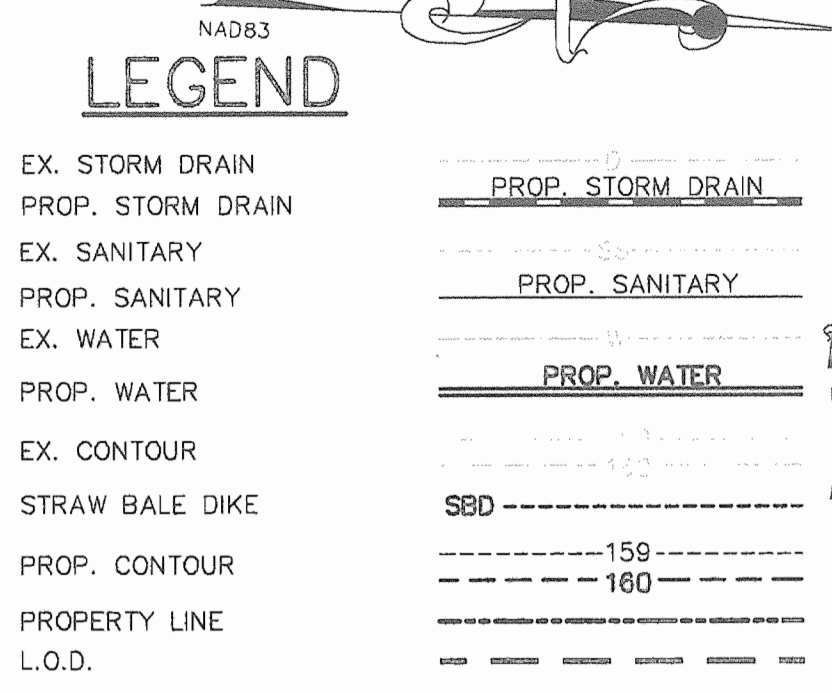 NAD83
LEGEND
EX. STORM DRAIN
D
PROP. STORM DRAIN
PROP. STORM DRAIN
EX. SANITARY
PROP. SANITARY
PROP. SANITARY
EX. WATER
W
PROP. WATER
PROP. WATER
EX. CONTOUR
160
STRAW BALE DIKE
SBD
PROP. CONTOUR
159
160
PROPERTY LINE
L.O.D.